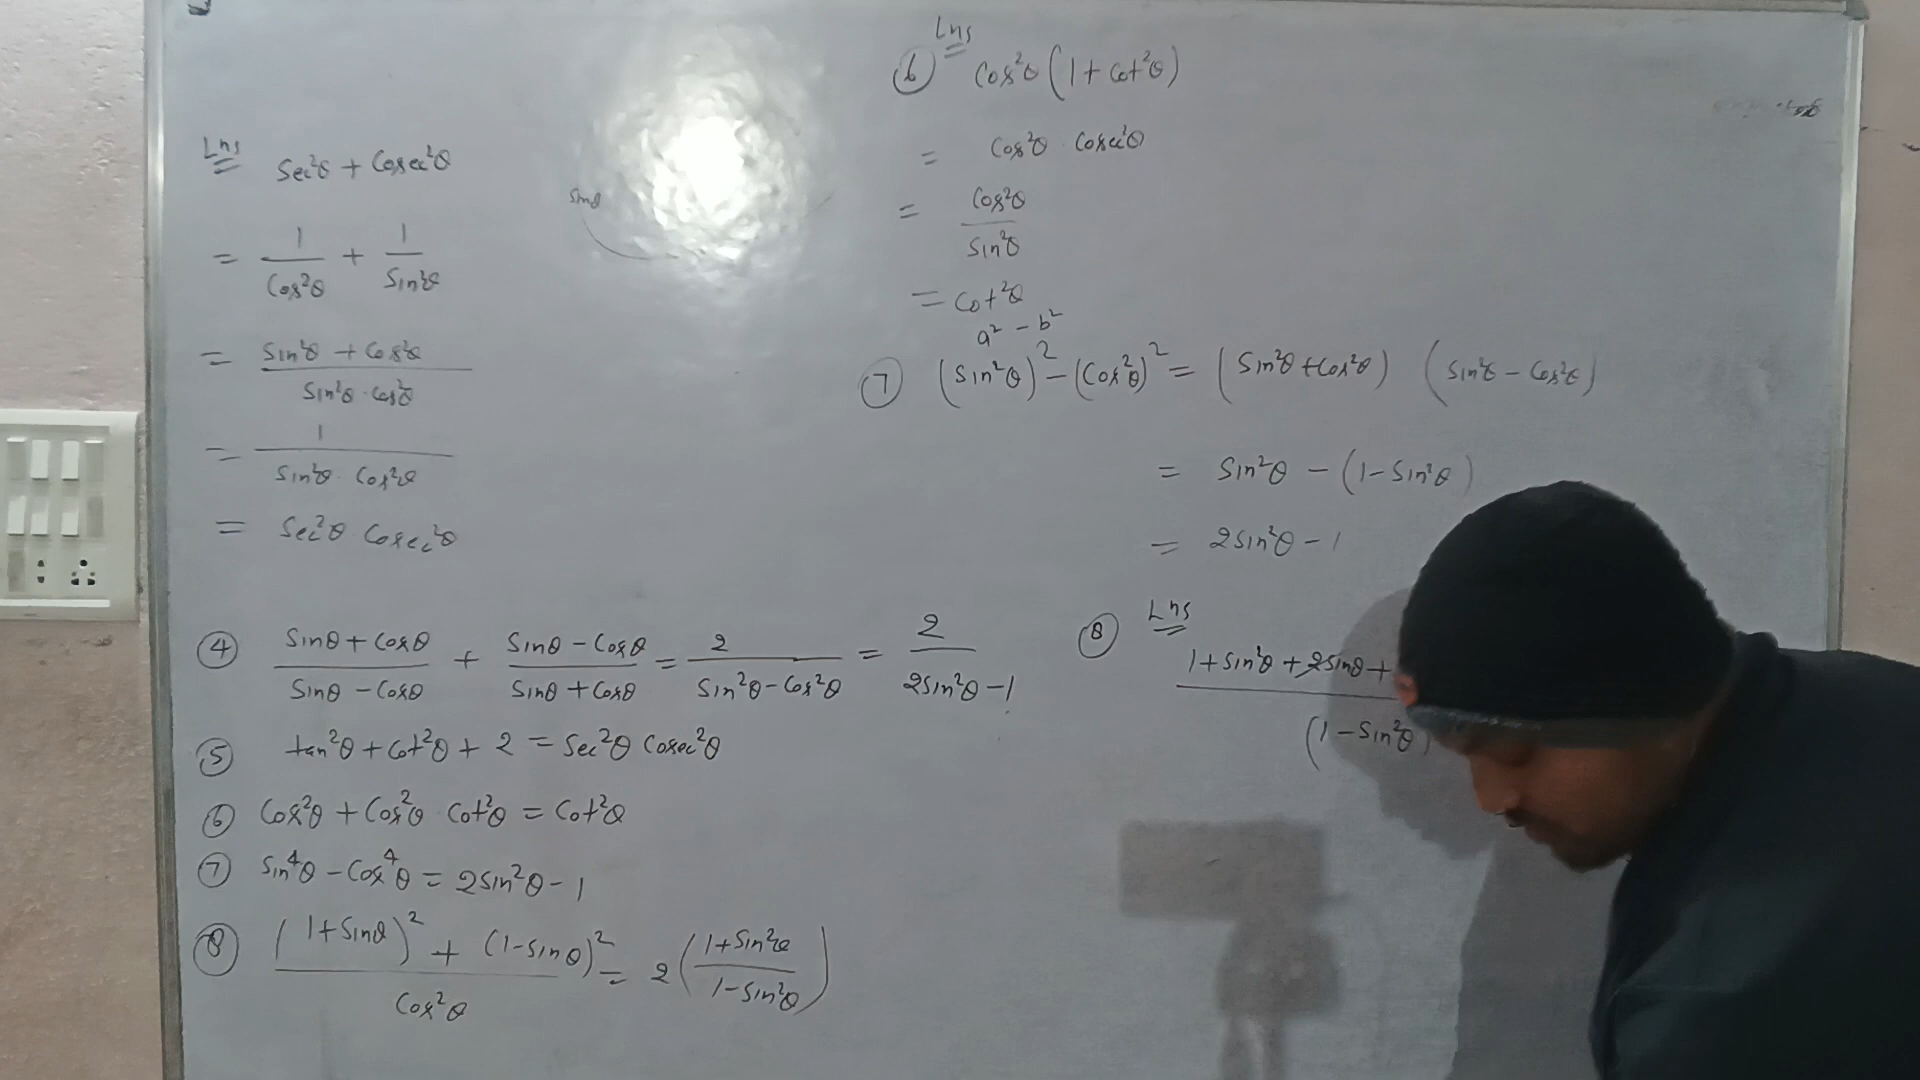 Lns
Sec²θ + Cosec²θ
= 1/Cos²θ + 1/Sin²θ
= (Sin²θ + Cos²θ)/(Sin²θ · Cos²θ)
= 1/(Sin²θ · Cos²θ)
= Sec²θ Cosec²θ
Sinθ
④ (Sinθ + Cosθ)/(Sinθ - Cosθ) + (Sinθ - Cosθ)/(Sinθ + Cosθ) = 2/(Sin²θ - Cos²θ) = 2/(2Sin²θ - 1)
⑤ tan²θ + Cot²θ + 2 = Sec²θ Cosec²θ
⑥ Cos²θ + Cos²θ · Cot²θ = Cot²θ
⑦ Sin⁴θ - Cos⁴θ = 2Sin²θ - 1
⑧ ((1+Sinθ)² + (1-Sinθ)²)/Cos²θ = 2((1+Sin²θ)/(1-Sin²θ))
Lns
⑥ Cos²θ (1 + Cot²θ)
= Cos²θ · Cosec²θ
= Cos²θ/Sin²θ
= Cot²θ
a² - b²
⑦ (Sin²θ)² - (Cos²θ)² = (Sin²θ + Cos²θ) (Sin²θ - Cos²θ)
= Sin²θ - (1 - Sin²θ)
= 2Sin²θ - 1
⑧ Lns
1 + Sin²θ + 2Sinθ +
(1 - Sin²θ)